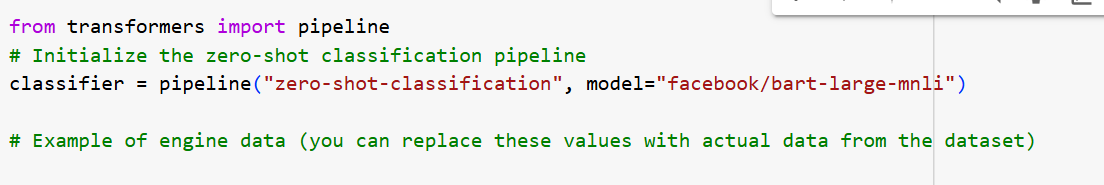 from transformers import pipeline
# Initialize the zero-shot classification pipeline
classifier = pipeline("zero-shot-classification", model="facebook/bart-large-mnli")
# Example of engine data (you can replace these values with actual data from the dataset)